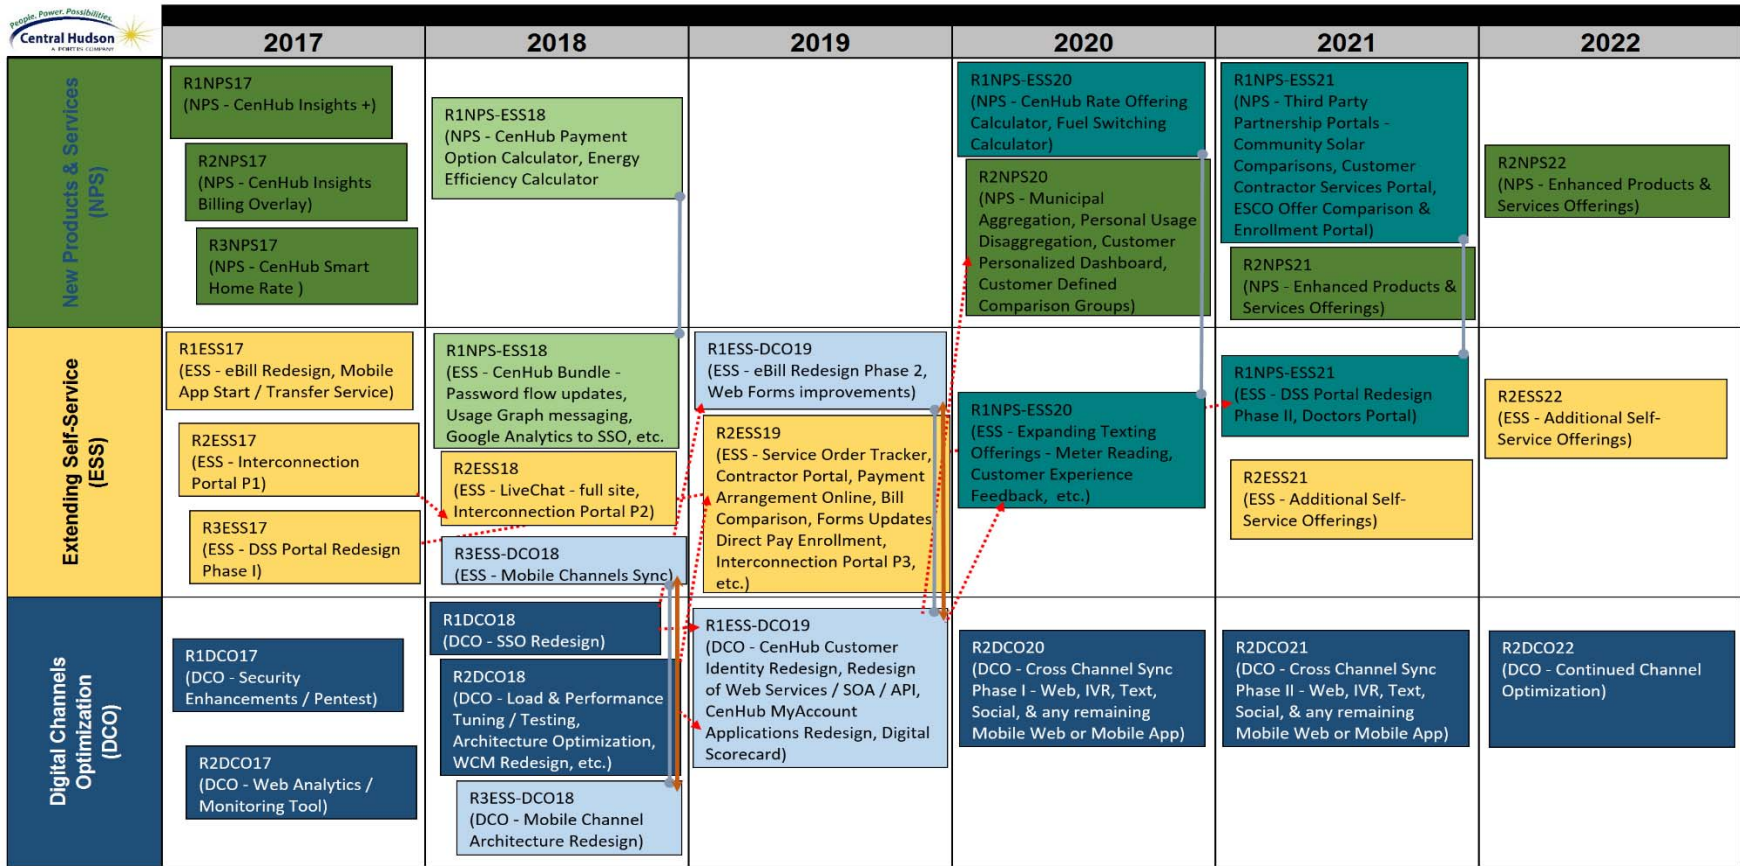 People. Power. Possibilities.
Central Hudson
A FORTIS COMPANY
2017
2018
2019
2020
2021
2022
New Products & Services
(NPS)
R1NPS17
(NPS - CenHub Insights +)
R2NPS17
(NPS - CenHub Insights
Billing Overlay)
R3NPS17
(NPS - CenHub Smart
Home Rate )
R1NPS-ESS18
(NPS - CenHub Payment
Option Calculator, Energy
Efficiency Calculator
R1NPS-ESS20
(NPS - CenHub Rate Offering
Calculator, Fuel Switching
Calculator)
R2NPS20
(NPS - Municipal
Aggregation, Personal Usage
Disaggregation, Customer
Personalized Dashboard,
Customer Defined
Comparison Groups)
R1NPS-ESS21
(NPS - Third Party
Partnership Portals -
Community Solar
Comparisons, Customer
Contractor Services Portal,
ESCO Offer Comparison &
Enrollment Portal)
R2NPS21
(NPS - Enhanced Products &
Services Offerings)
R2NPS22
(NPS - Enhanced Products &
Services Offerings)
Extending Self-Service
(ESS)
R1ESS17
(ESS - eBill Redesign, Mobile
App Start / Transfer Service)
R2ESS17
(ESS - Interconnection
Portal P1)
R3ESS17
(ESS - DSS Portal Redesign
Phase I)
R1NPS-ESS18
(ESS - CenHub Bundle -
Password flow updates,
Usage Graph messaging,
Google Analytics to SSO, etc.
R2ESS18
(ESS - LiveChat - full site,
Interconnection Portal P2)
R3ESS-DCO18
(ESS - Mobile Channels Sync)
R1ESS-DCO19
(ESS - eBill Redesign Phase 2,
Web Forms improvements)
R2ESS19
(ESS - Service Order Tracker,
Contractor Portal, Payment
Arrangement Online, Bill
Comparison, Forms Updates
Direct Pay Enrollment,
Interconnection Portal P3,
etc.)
R1NPS-ESS20
(ESS - Expanding Texting
Offerings - Meter Reading,
Customer Experience
Feedback, etc.)
R1NPS-ESS21
(ESS - DSS Portal Redesign
Phase II, Doctors Portal)
R2ESS21
(ESS - Additional Self-
Service Offerings)
R2ESS22
(ESS - Additional Self-
Service Offerings)
Digital Channels
Optimization
(DCO)
R1DCO17
(DCO - Security
Enhancements / Pentest)
R2DCO17
(DCO - Web Analytics /
Monitoring Tool)
R1DCO18
(DCO - SSO Redesign)
R2DCO18
(DCO - Load & Performance
Tuning / Testing,
Architecture Optimization,
WCM Redesign, etc.)
R3ESS-DCO18
(DCO - Mobile Channel
Architecture Redesign)
R1ESS-DCO19
(DCO - CenHub Customer
Identity Redesign, Redesign
of Web Services / SOA / API,
CenHub MyAccount
Applications Redesign, Digital
Scorecard)
R2DCO20
(DCO - Cross Channel Sync
Phase I - Web, IVR, Text,
Social, & any remaining
Mobile Web or Mobile App)
R2DCO21
(DCO - Cross Channel Sync
Phase II - Web, IVR, Text,
Social, & any remaining
Mobile Web or Mobile App)
R2DCO22
(DCO - Continued Channel
Optimization)